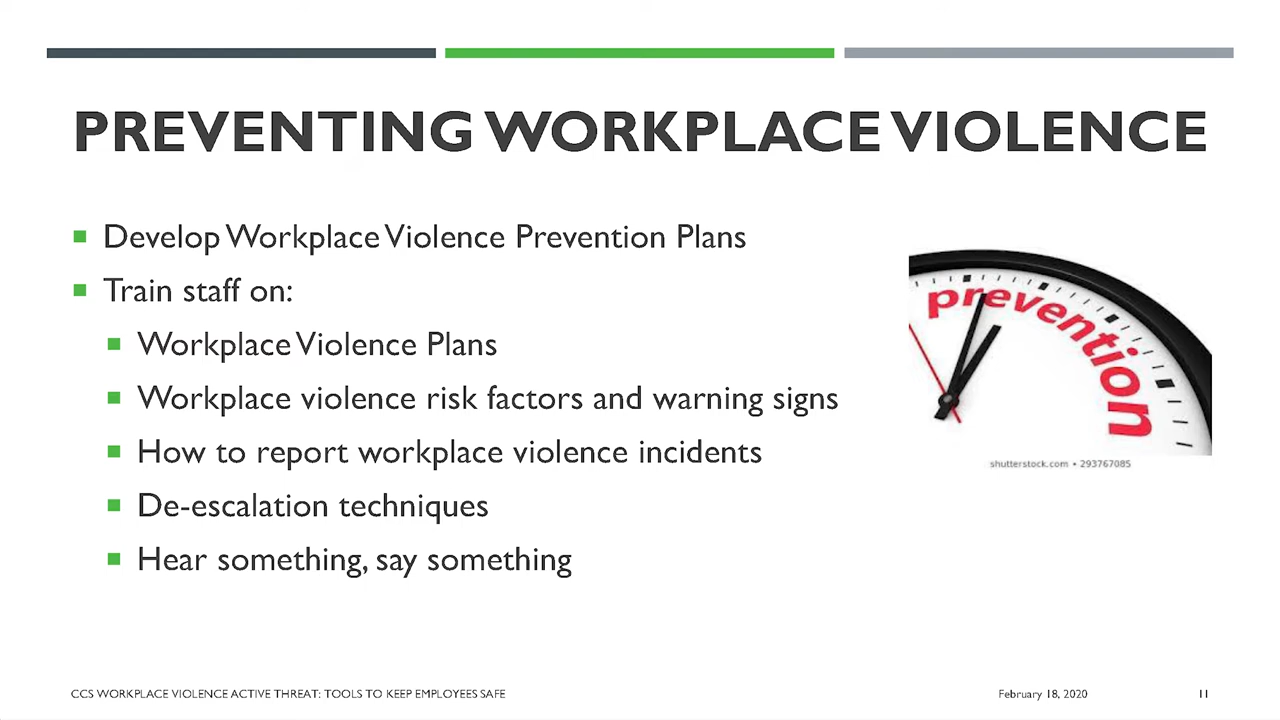 PREVENTING WORKPLACE VIOLENCE
Develop Workplace Violence Prevention Plans
Train staff on:
Workplace Violence Plans
Workplace violence risk factors and warning signs
How to report workplace violence incidents
De-escalation techniques
Hear something, say something
prevention
shutterstock.com • 293767085
CCS WORKPLACE VIOLENCE ACTIVE THREAT: TOOLS TO KEEP EMPLOYEES SAFE
February 18, 2020
11